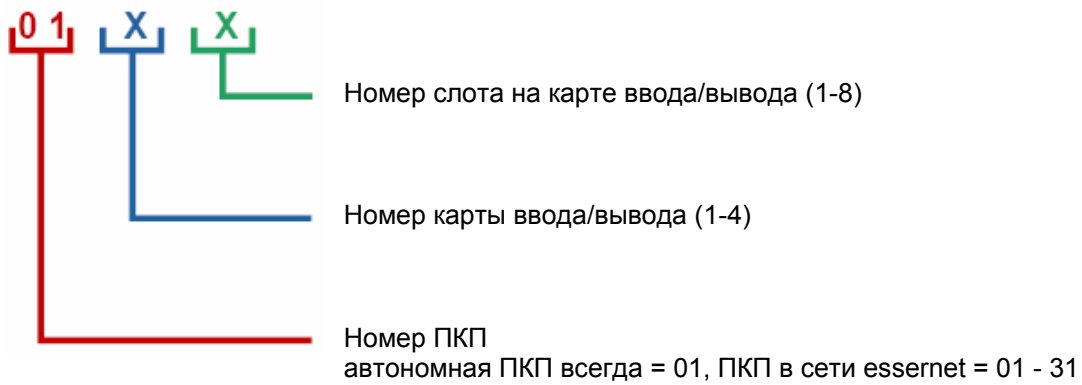 0 1 X X
Номер слота на карте ввода/вывода (1-8)
Номер карты ввода/вывода (1-4)
Номер ПКП
автономная ПКП всегда = 01, ПКП в сети essernet = 01 - 31